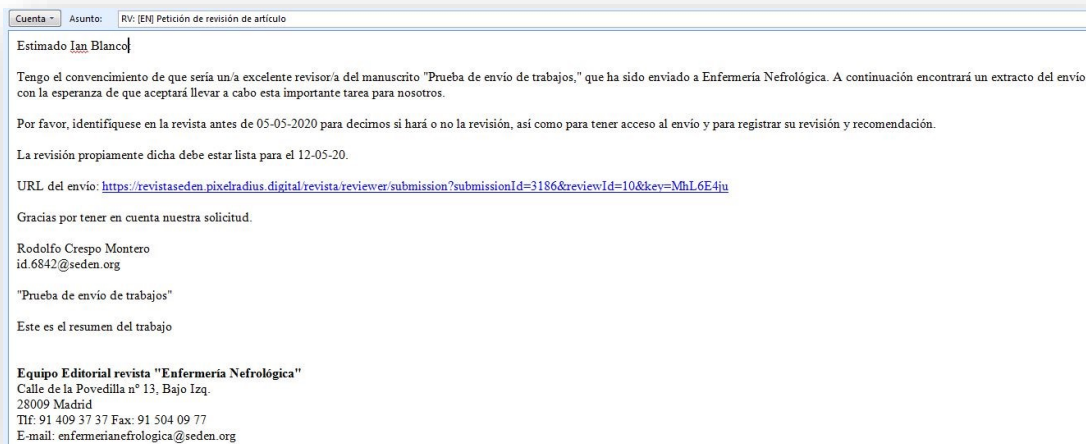 Cuenta Asunto: RV: [EN] Petición de revisión de artículo
Estimado Ian Blanco:
Tengo el convencimiento de que sería un/a excelente revisor/a del manuscrito "Prueba de envío de trabajos," que ha sido enviado a Enfermería Nefrológica. A continuación encontrará un extracto del envío
con la esperanza de que aceptará llevar a cabo esta importante tarea para nosotros.
Por favor, identifíquese en la revista antes de 05-05-2020 para decirnos si hará o no la revisión, así como para tener acceso al envío y para registrar su revisión y recomendación.
La revisión propiamente dicha debe estar lista para el 12-05-20.
URL del envío: https://revistaseden.pixelradius.digital/revista/reviewer/submission?submissionId=3186&reviewId=10&key=MhL6E4ju
Gracias por tener en cuenta nuestra solicitud.
Rodolfo Crespo Montero
id.6842@seden.org
"Prueba de envío de trabajos"
Este es el resumen del trabajo
Equipo Editorial revista "Enfermería Nefrológica"
Calle de la Povedilla nº 13, Bajo Izq.
28009 Madrid
Tlf: 91 409 37 37 Fax: 91 504 09 77
E-mail: enfermerianefrologica@seden.org